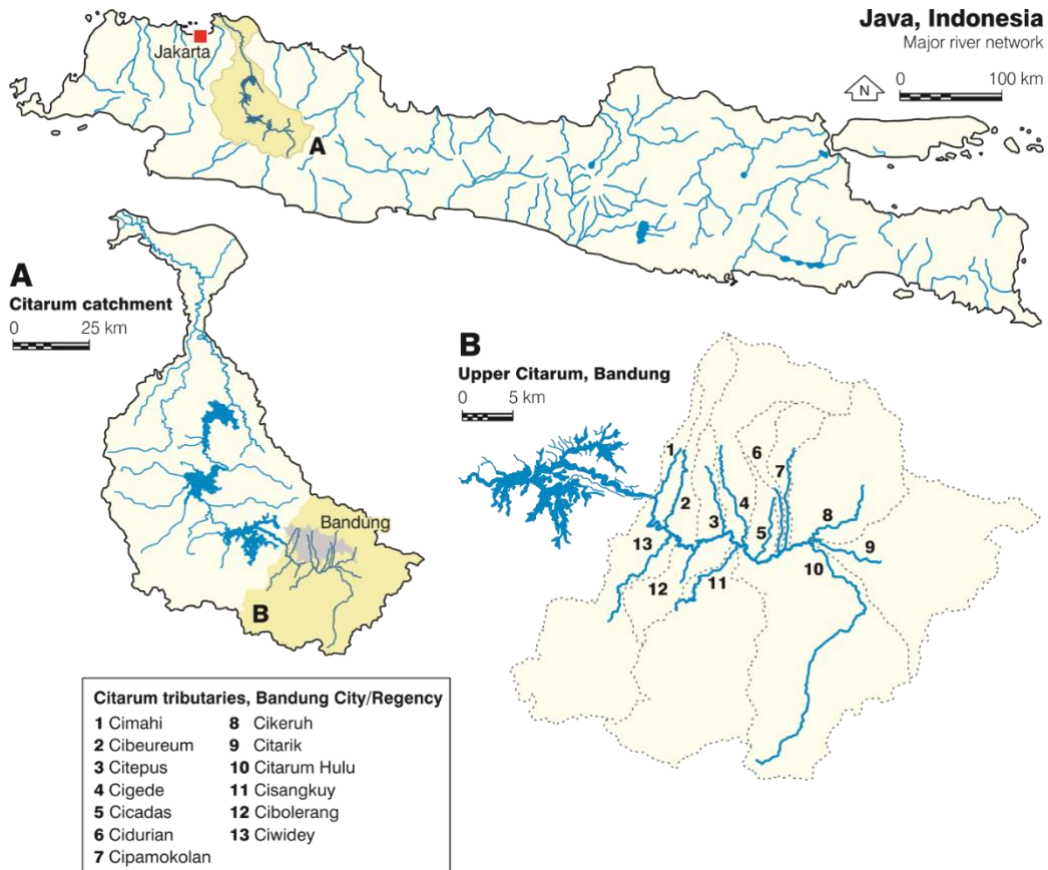 Java, Indonesia
Major river network
N
0 100 km
Jakarta
A
A
Citarum catchment
0 25 km
Bandung
B
B
Upper Citarum, Bandung
0 5 km
1
2
3
4
5
6
7
8
9
10
11
12
13
Citarum tributaries, Bandung City/Regency
1 Cimahi
2 Cibeureum
3 Citepus
4 Cigede
5 Cicadas
6 Cidurian
7 Cipamokolan
8 Cikeruh
9 Citarik
10 Citarum Hulu
11 Cisangkuy
12 Cibolerang
13 Ciwidey